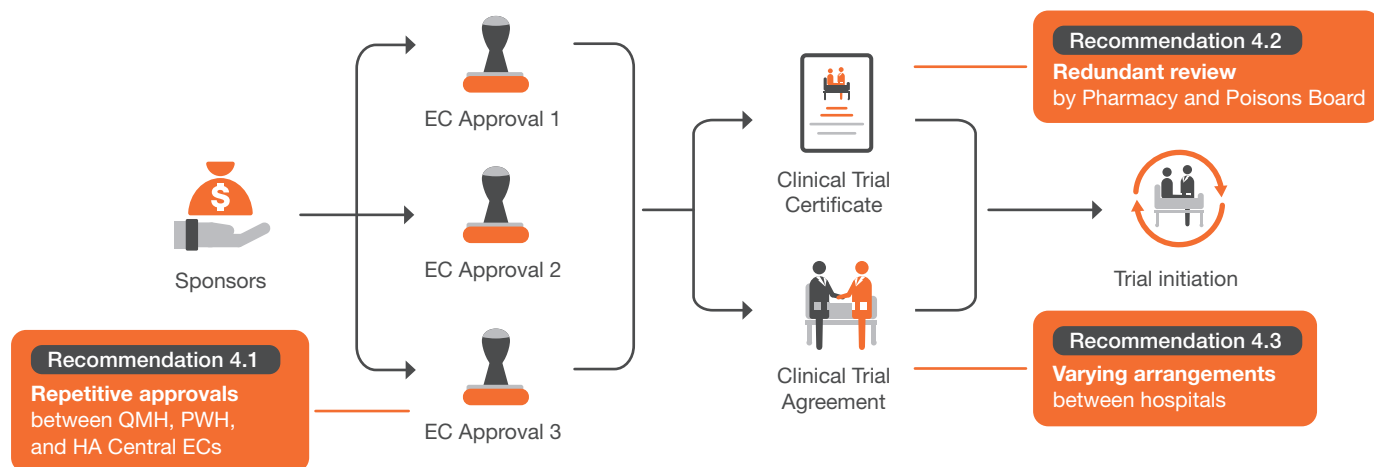 EC Approval 1
EC Approval 2
EC Approval 3
Sponsors
Recommendation 4.1
Repetitive approvals
between QMH, PWH,
and HA Central ECs
Clinical Trial
Certificate
Clinical Trial
Agreement
Recommendation 4.2
Redundant review
by Pharmacy and Poisons Board
Trial initiation
Recommendation 4.3
Varying arrangements
between hospitals
$